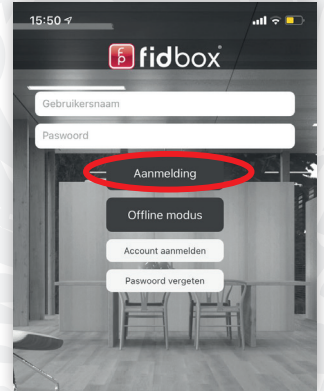 15:50
fidbox
Gebruikersnaam
Paswoord
Aanmelding
Offline modus
Account aanmelden
Paswoord vergeten